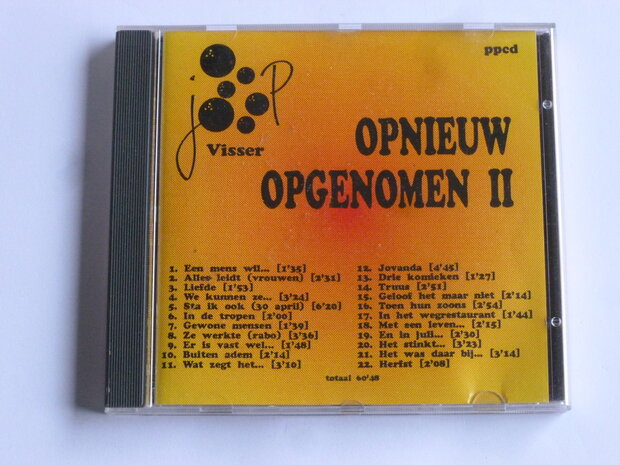 ppcd
jooP
Visser
OPNIEUW
OPGENOMEN II
1. Een mens wil... [1'35]
2. Alles leidt (vrouwen) [2'31]
3. Liefde [1'53]
4. We kunnen ze... [3'24]
5. Sta ik ook (30 april) [6'20]
6. In de tropen [2'00]
7. Gewone mensen [1'39]
8. Ze werkte (rabo) [3'36]
9. Er is vast wel... [1'48]
10. Buiten adem [2'14]
11. Wat zegt het... [3'10]
12. Jovanda [4'45]
13. Drie komieken [1'27]
14. Truus [2'51]
15. Geloof het maar niet [2'14]
16. Toen hun zoons [2'54]
17. In het wegrestaurant [1'44]
18. Met een leven... [2'15]
19. En in juli... [2'30]
20. Het stinkt... [3'23]
21. Het was daar bij... [3'14]
22. Herfst [2'08]
totaal 60'48